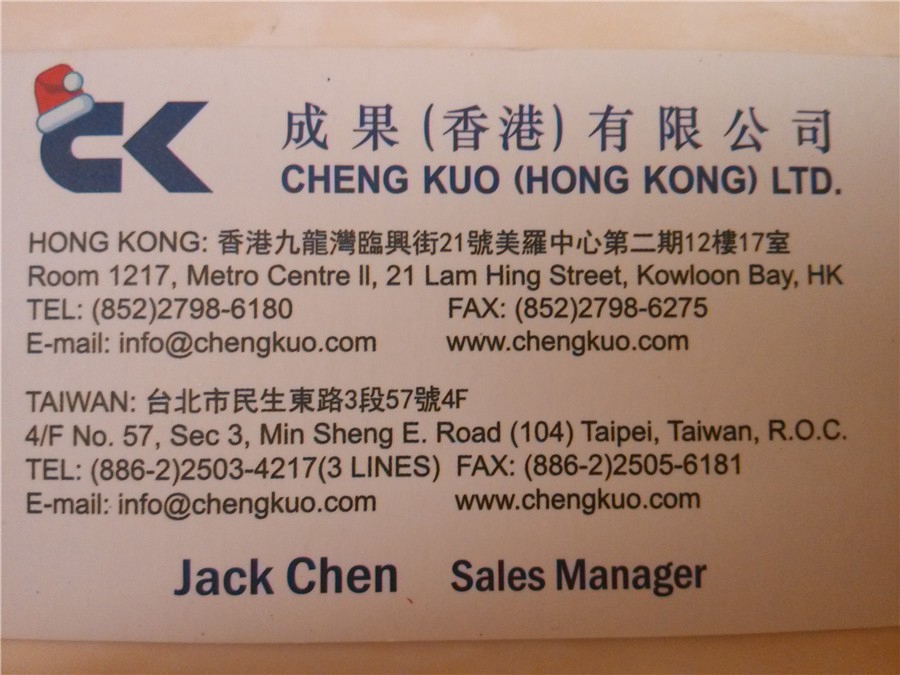 CK
成果(香港)有限公司
CHENG KUO (HONG KONG) LTD.
HONG KONG: 香港九龍灣臨興街21號美羅中心第二期12樓17室
Room 1217, Metro Centre II, 21 Lam Hing Street, Kowloon Bay, HK
TEL: (852)2798-6180 FAX: (852)2798-6275
E-mail: info@chengkuo.com www.chengkuo.com
TAIWAN: 台北市民生東路3段57號4F
4/F No. 57, Sec 3, Min Sheng E. Road (104) Taipei, Taiwan, R.O.C.
TEL: (886-2)2503-4217(3 LINES) FAX: (886-2)2505-6181
E-mail: info@chengkuo.com www.chengkuo.com
Jack Chen Sales Manager